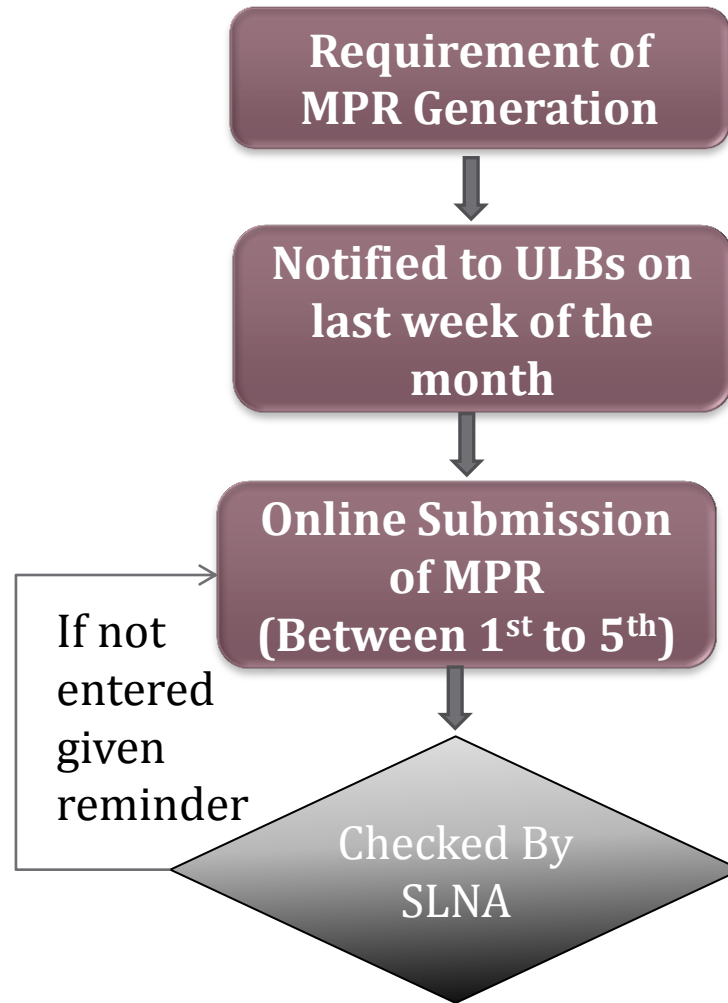 Requirement of
MPR Generation
Notified to ULBs on
last week of the
month
Online Submission
of MPR
(Between 1st to 5th)
If not
entered
given
reminder
Checked By
SLNA